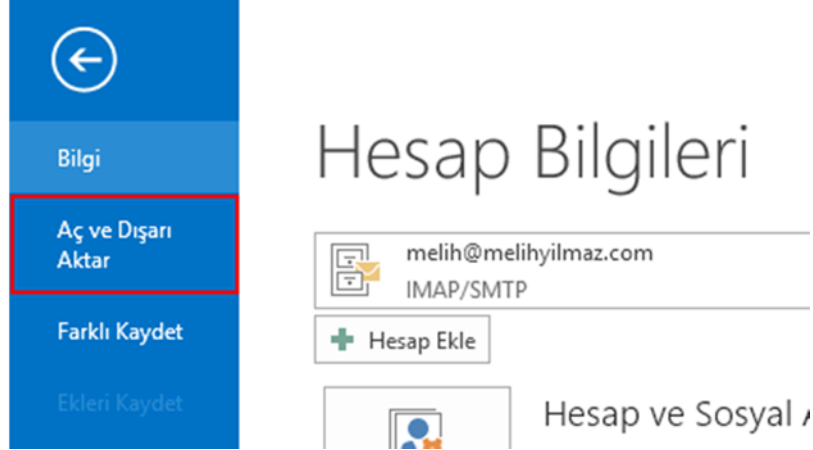 Bilgi
Aç ve Dışarı
Aktar
Farklı Kaydet
Ekleri Kaydet
Hesap Bilgileri
melih@melihyilmaz.com
IMAP/SMTP
Hesap Ekle
Hesap ve Sosyal